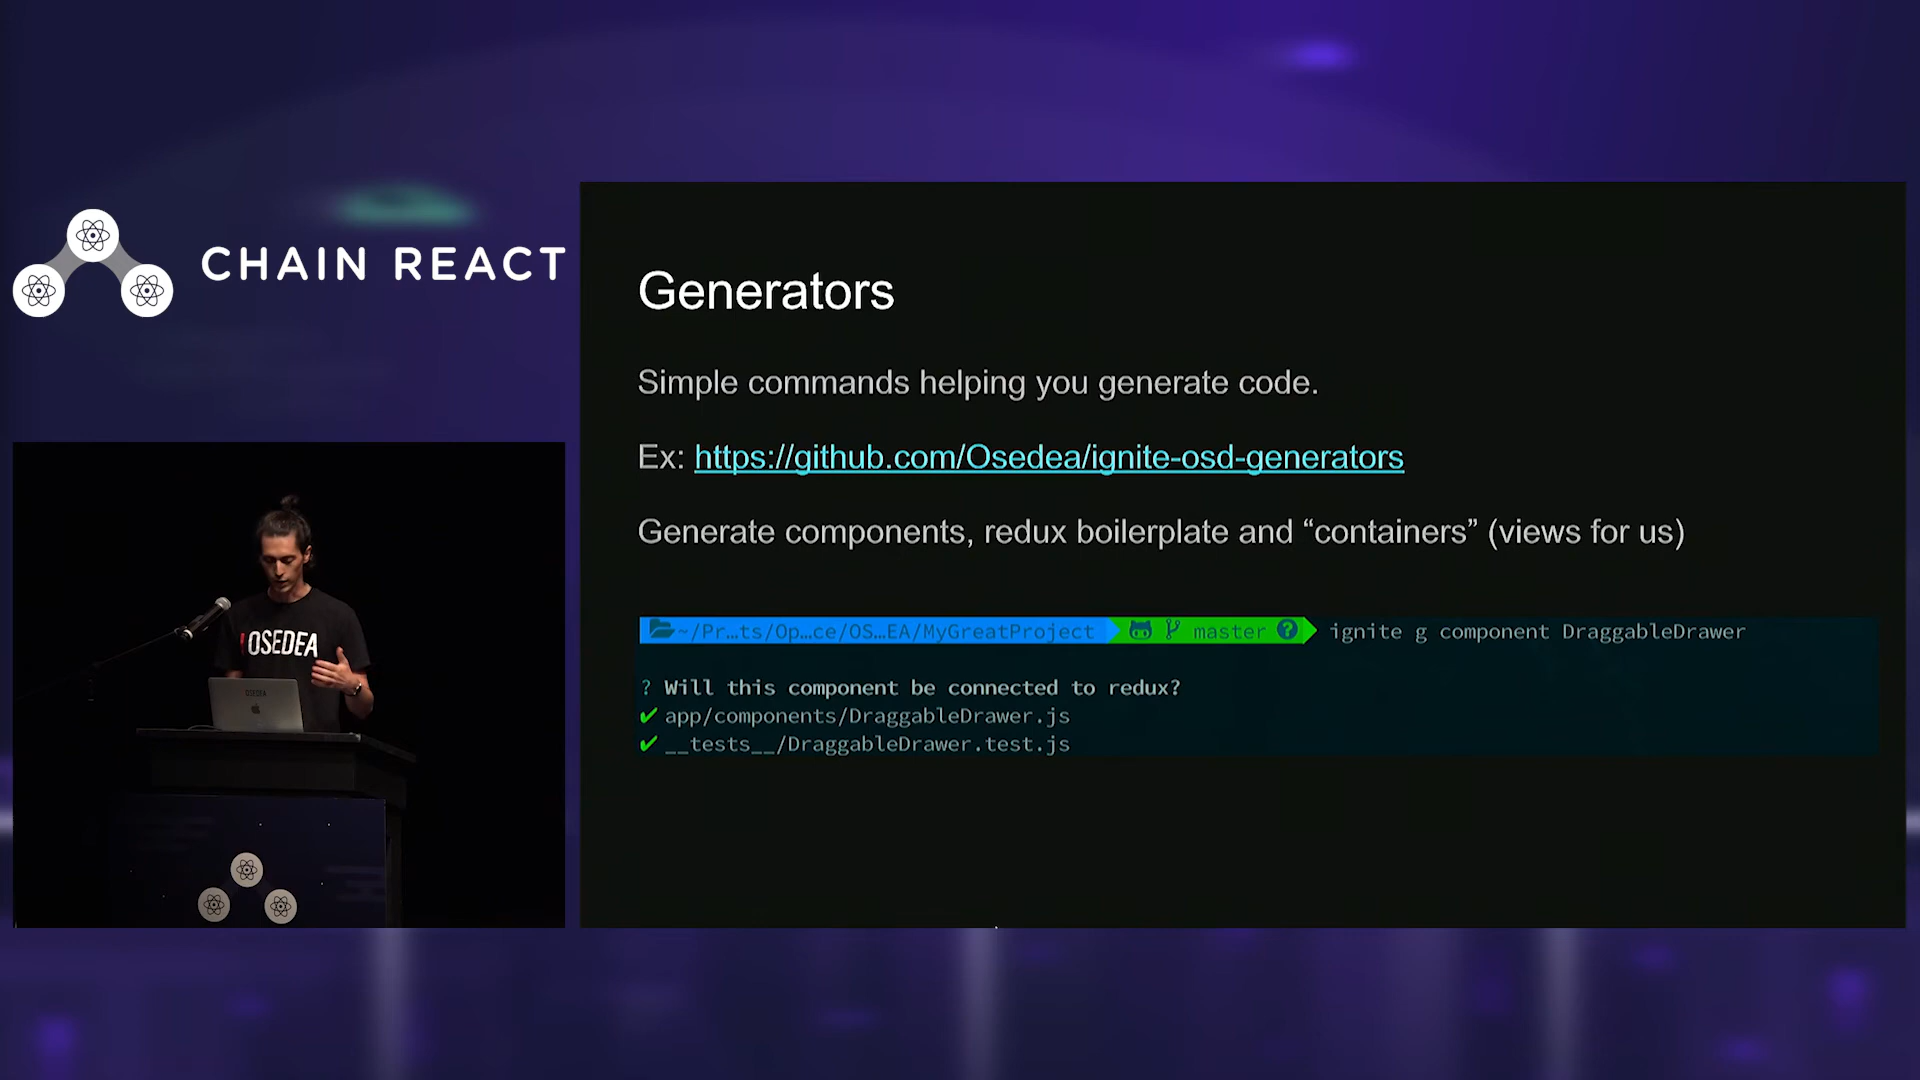 CHAIN REACT
Generators
Simple commands helping you generate code.
Ex: https://github.com/Osedea/ignite-osd-generators
Generate components, redux boilerplate and “containers” (views for us)
~/Pr…ts/Op…ce/OS…EA/MyGreatProject master ? ignite g component DraggableDrawer
? Will this component be connected to redux?
✔ app/components/DraggableDrawer.js
✔ __tests__/DraggableDrawer.test.js
OSEDEA
OSEDEA